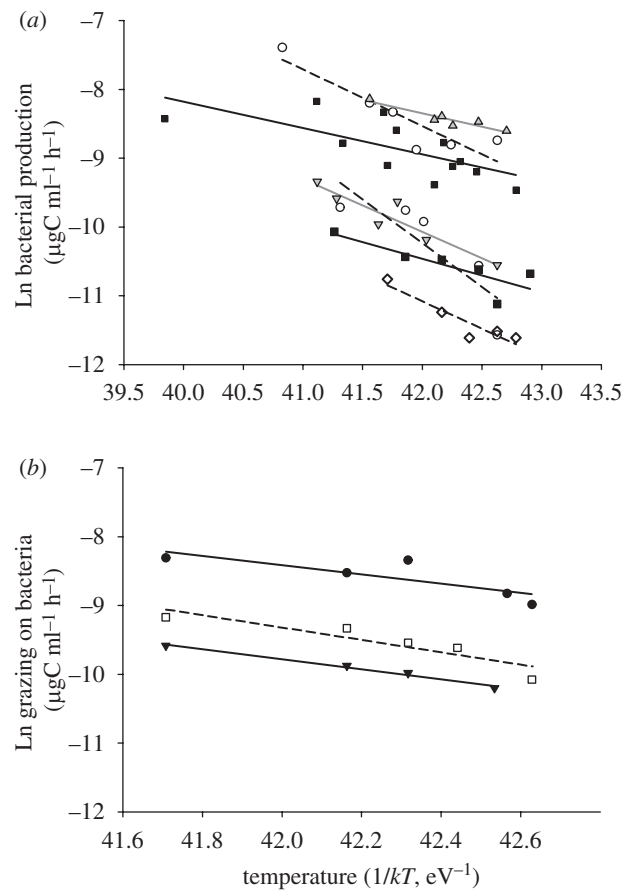 (a)
−7
−8
−9
−10
−11
−12
Ln bacterial production
(µgC ml−1 h−1)
39.5 40.0 40.5 41.0 41.5 42.0 42.5 43.0 43.5
(b)
−7
−8
−9
−10
−11
−12
Ln grazing on bacteria
(µgC ml−1 h−1)
41.6 41.8 42.0 42.2 42.4 42.6
temperature (1/kT, eV−1)